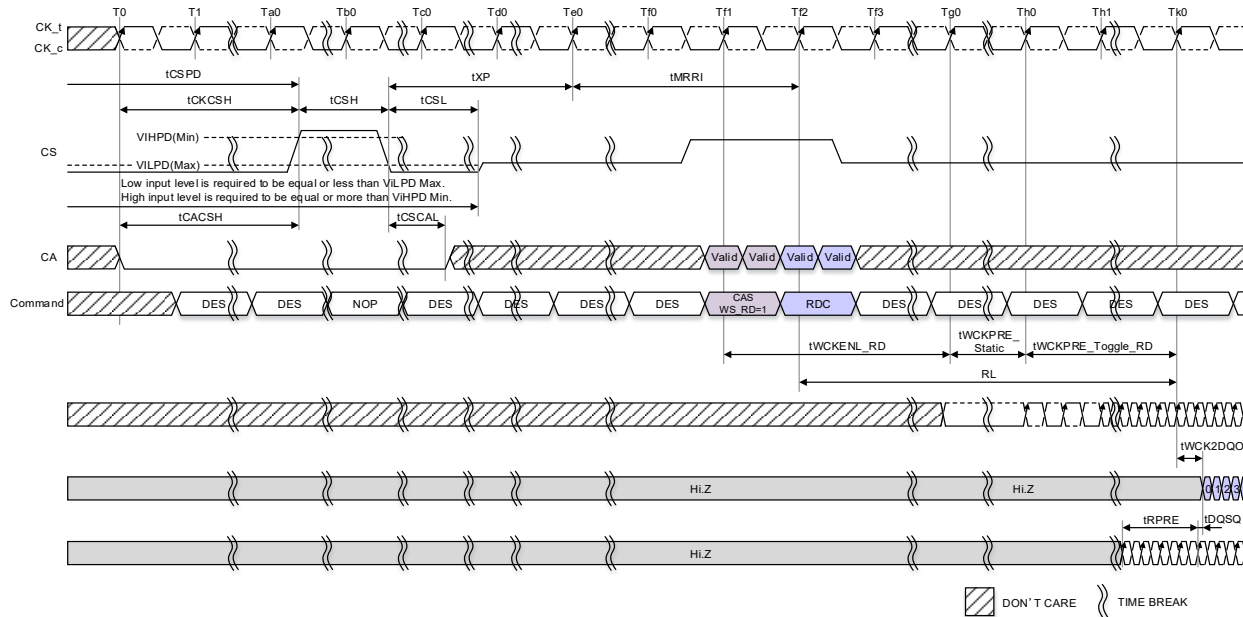 T0 T1 Ta0 Tb0 Tc0 Td0 Te0 Tf0 Tf1 Tf2 Tf3 Tg0 Th0 Th1 Tk0
CK_t
CK_c
tCSPD tXP tMRRI
tCKCSH tCSH tCSL
VIHPD(Min)
CS
VILPD(Max)
Low input level is required to be equal or less than ViLPD Max.
High input level is required to be equal or more than ViHPD Min.
tCACSH tCSCAL
CA Valid Valid Valid Valid
Command DES DES NOP DES DES DES DES CAS WS_RD=1 RDC DES DES DES DES DES
tWCKENL_RD tWCKPRE_Static tWCKPRE_Toggle_RD
RL
tWCK2DQO
Hi.Z Hi.Z 0 1 2 3
tRPRE tDQSQ
Hi.Z
DON'T CARE TIME BREAK